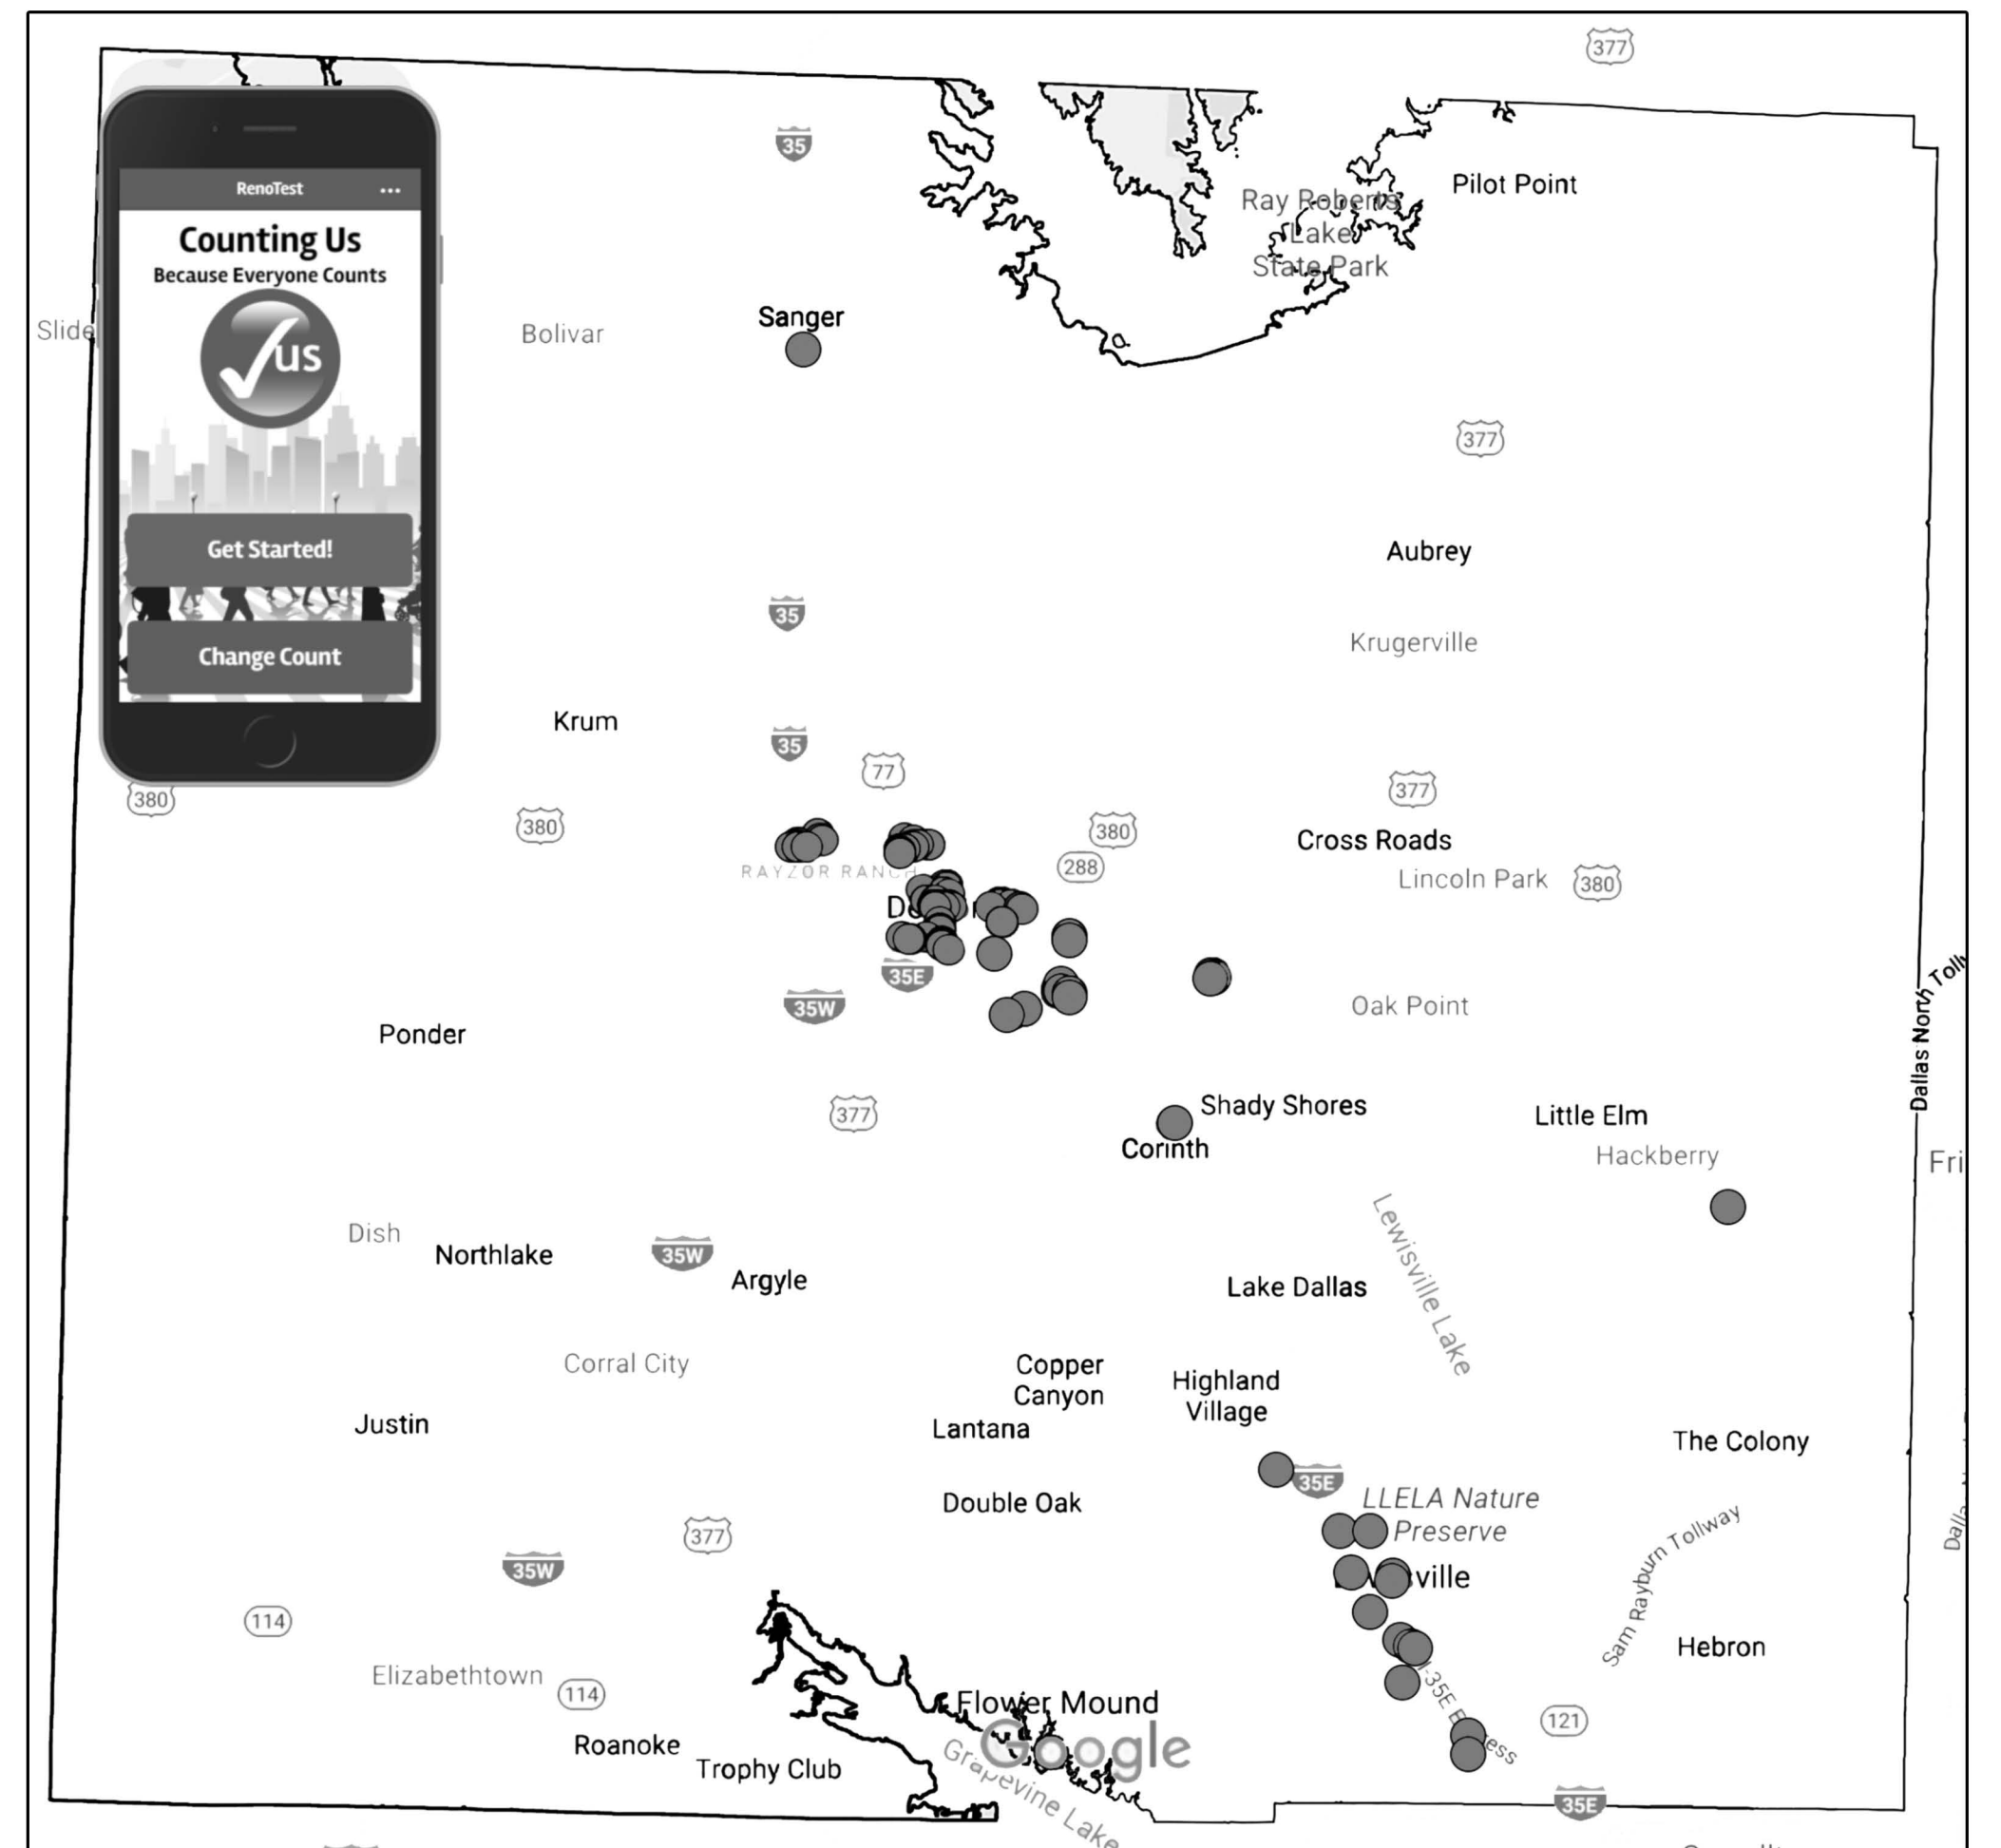 377
35
RenoTest
Pilot Point
Counting Us
Because Everyone Counts
Ray Roberts
Lake
State Park
Slide
Bolivar
Sanger
us
377
Get Started!
Aubrey
35
Change Count
Krugerville
Krum
35
77
377
380
380
380
Cross Roads
288
RAYZOR RANCH
Lincoln Park
380
35E
35W
Oak Point
Dallas North Toll
Ponder
377
Shady Shores
Little Elm
Corinth
Hackberry
Fri
Dish
Northlake
35W
Argyle
Lake Dallas
Lewisville Lake
Corral City
Copper
Canyon
Highland
Village
Justin
Lantana
The Colony
35E
Double Oak
LLELA Nature
Preserve
377
35W
ville
Sam Rayburn Tollway
Dalla
114
Hebron
Elizabethtown
114
Flower Mound
I-35E
ess
121
Roanoke
Trophy Club
Google
Grapevine Lake
35E